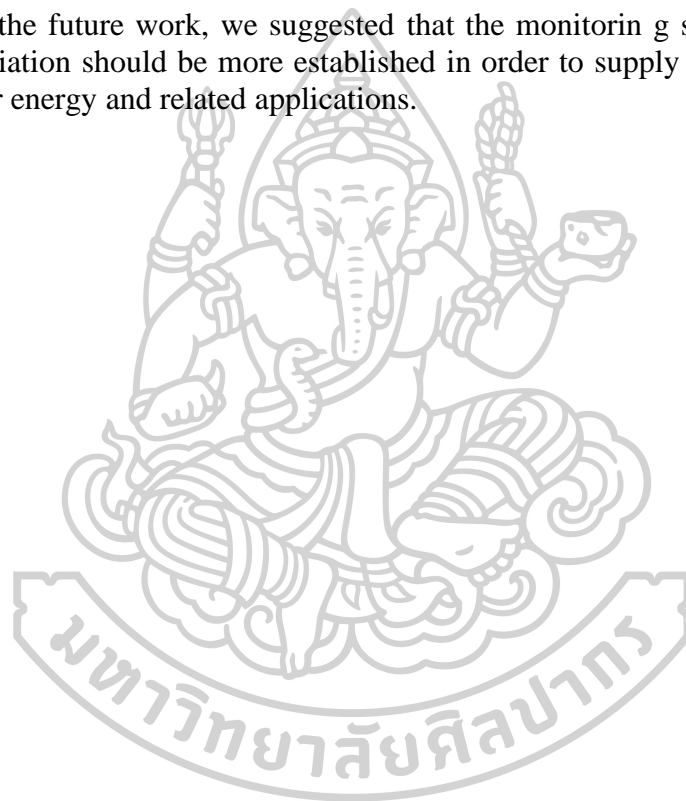 the future work, we suggested that the monitorin g s
iation should be more established in order to supply
r energy and related applications.
มหาวิทยาลัยศิลปากร